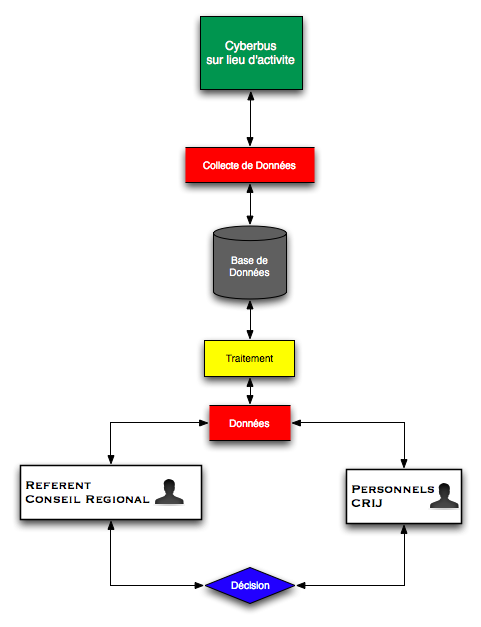 Cyberbus
sur lieu d'activite
Collecte de Données
Base de
Données
Traitement
Données
REFERENT
CONSEIL REGIONAL
PERSONNELS
CRIJ
Décision